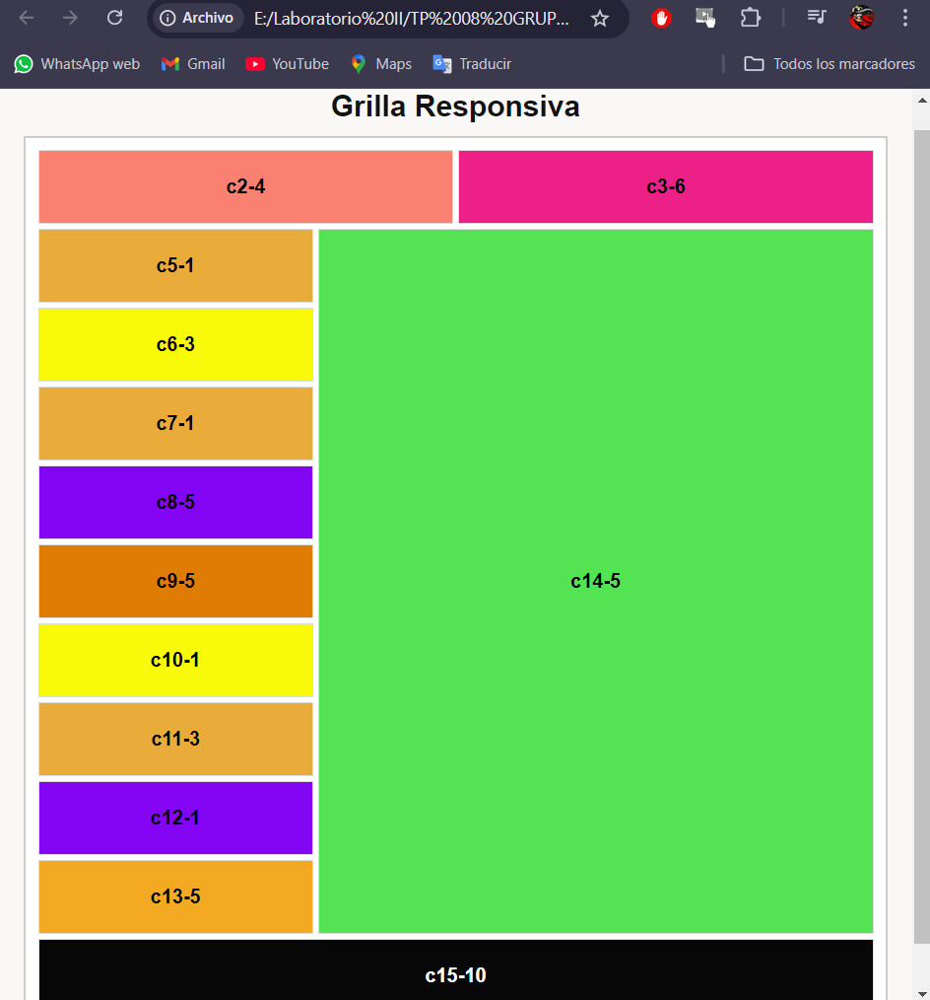 Archivo E:/Laboratorio%20II/TP%2008%20GRUP...
WhatsApp web Gmail YouTube Maps Traducir Todos los marcadores
Grilla Responsiva
c2-4 c3-6
c5-1
c6-3
c7-1
c8-5
c9-5 c14-5
c10-1
c11-3
c12-1
c13-5
c15-10